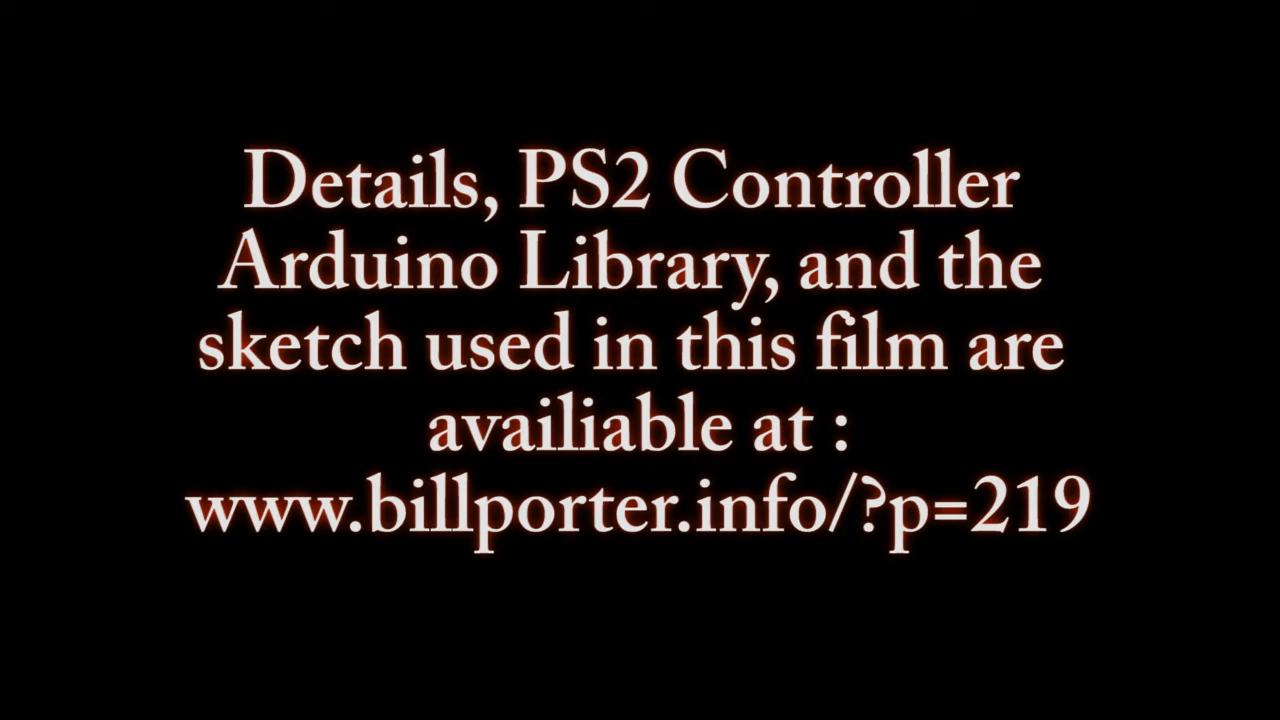 Details, PS2 Controller
Arduino Library, and the
sketch used in this film are
availiable at :
www.billporter.info/?p=219